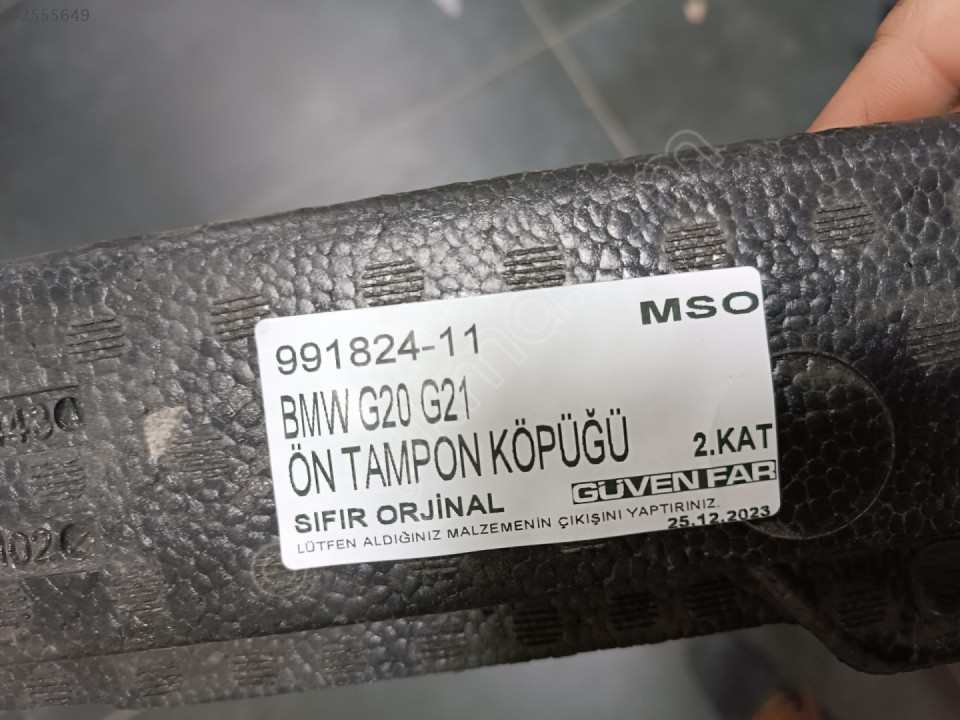 2555649
MSO
991824-11
BMW G20 G21
ÖN TAMPON KÖPÜĞÜ
2.KAT
SIFIR ORJİNAL
GÜVEN FAR
LÜTFEN ALDIĞINIZ MALZEMENİN ÇIKIŞINI YAPTIRINIZ.
25.12.2023